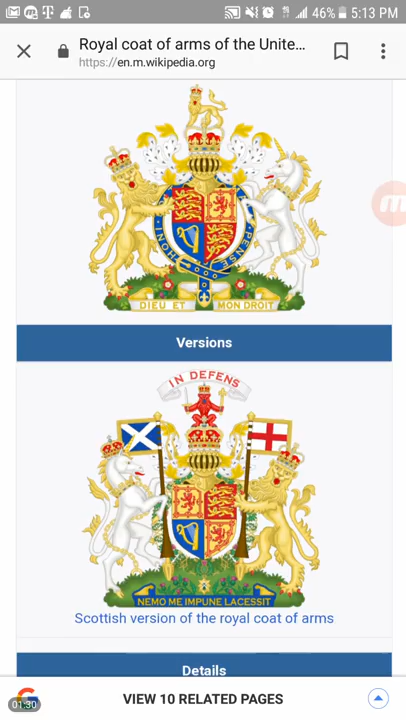 46% 5:13 PM
Royal coat of arms of the Unite...
https://en.m.wikipedia.org
HONI PENSE
DIEU ET MON DROIT
Versions
IN DEFENS
NEMO ME IMPUNE LACESSIT
Scottish version of the royal coat of arms
Details
VIEW 10 RELATED PAGES
01:30